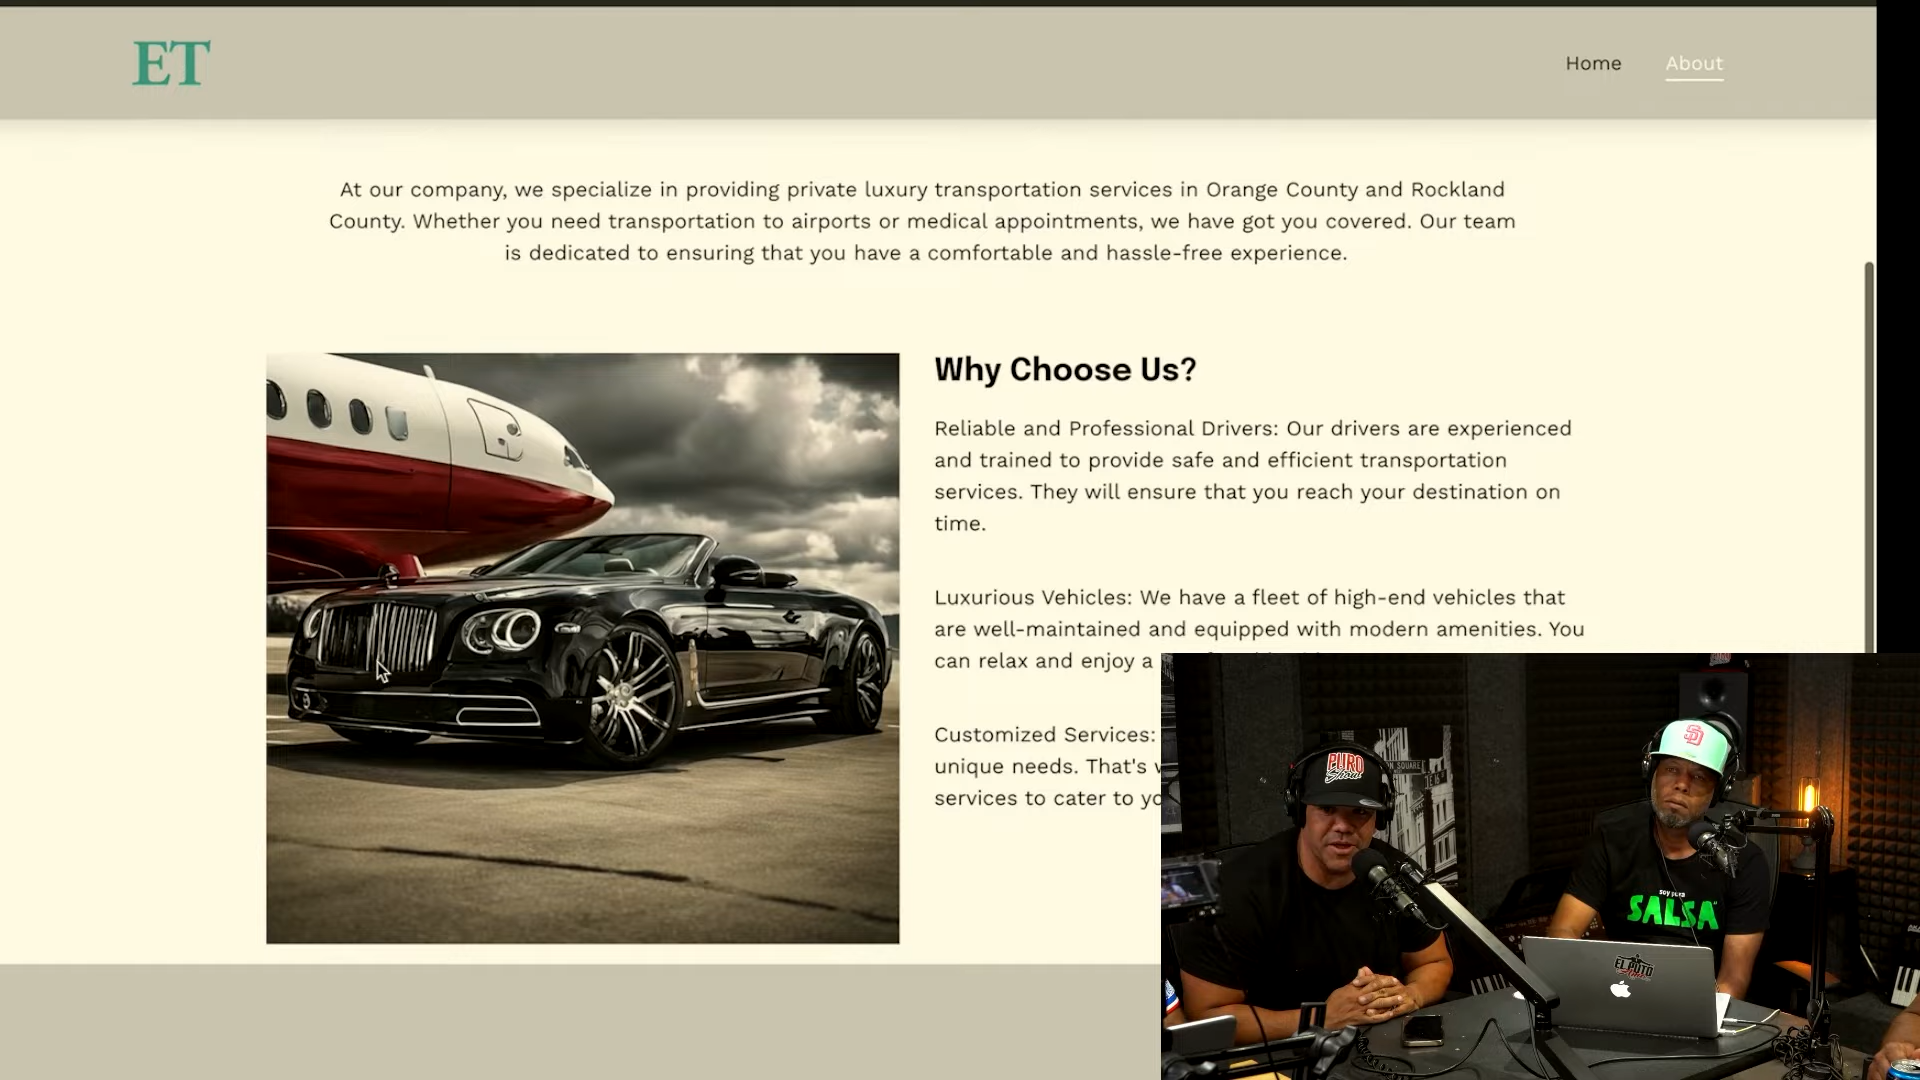 ET
Home
About
At our company, we specialize in providing private luxury transportation services in Orange County and Rockland
County. Whether you need transportation to airports or medical appointments, we have got you covered. Our team
is dedicated to ensuring that you have a comfortable and hassle-free experience.
Why Choose Us?
Reliable and Professional Drivers: Our drivers are experienced
and trained to provide safe and efficient transportation
services. They will ensure that you reach your destination on
time.
Luxurious Vehicles: We have a fleet of high-end vehicles that
are well-maintained and equipped with modern amenities. You
can relax and enjoy a
Customized Services:
unique needs. That's
services to cater to
PURO
Show
SD
SALSA
EL PUTO
SQUARE